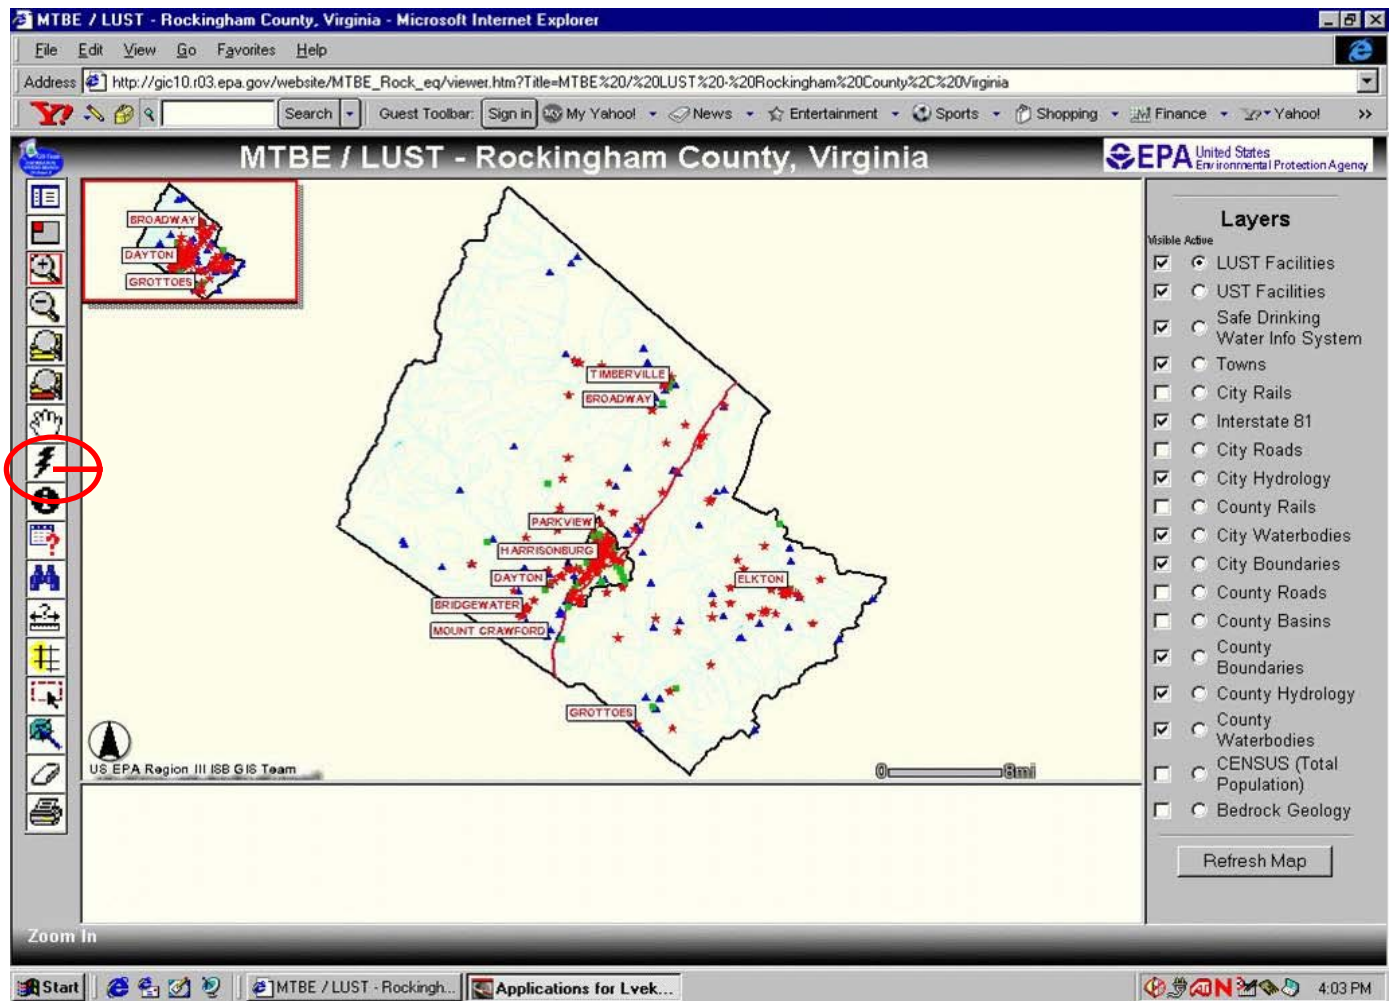 MTBE / LUST - Rockingham County, Virginia - Microsoft Internet Explorer
File Edit View Go Favorites Help
Address http://gic10.r03.epa.gov/website/MTBE_Rock_eq/viewer.htm?Title=MTBE%20/%20LUST%20-%20Rockingham%20County%2C%20Virginia
Y? Search Guest Toolbar: Sign in My Yahoo! News Entertainment Sports Shopping Finance Y? Yahoo! >>
MTBE / LUST - Rockingham County, Virginia
EPA United States
Environmental Protection Agency
BROADWAY
DAYTON
GROTTOES
TIMBERVILLE
BROADWAY
PARKVIEW
HARRISONBURG
DAYTON
ELKTON
BRIDGEWATER
MOUNT CRAWFORD
GROTTOES
US EPA Region III ISB GIS Team
0 8mi
Layers
Visible Active
LUST Facilities
UST Facilities
Safe Drinking
Water Info System
Towns
City Rails
Interstate 81
City Roads
City Hydrology
County Rails
City Waterbodies
City Boundaries
County Roads
County Basins
County
Boundaries
County Hydrology
County
Waterbodies
CENSUS (Total
Population)
Bedrock Geology
Refresh Map
Zoom In
Start MTBE / LUST - Rockingh... Applications for Lvek... 4:03 PM